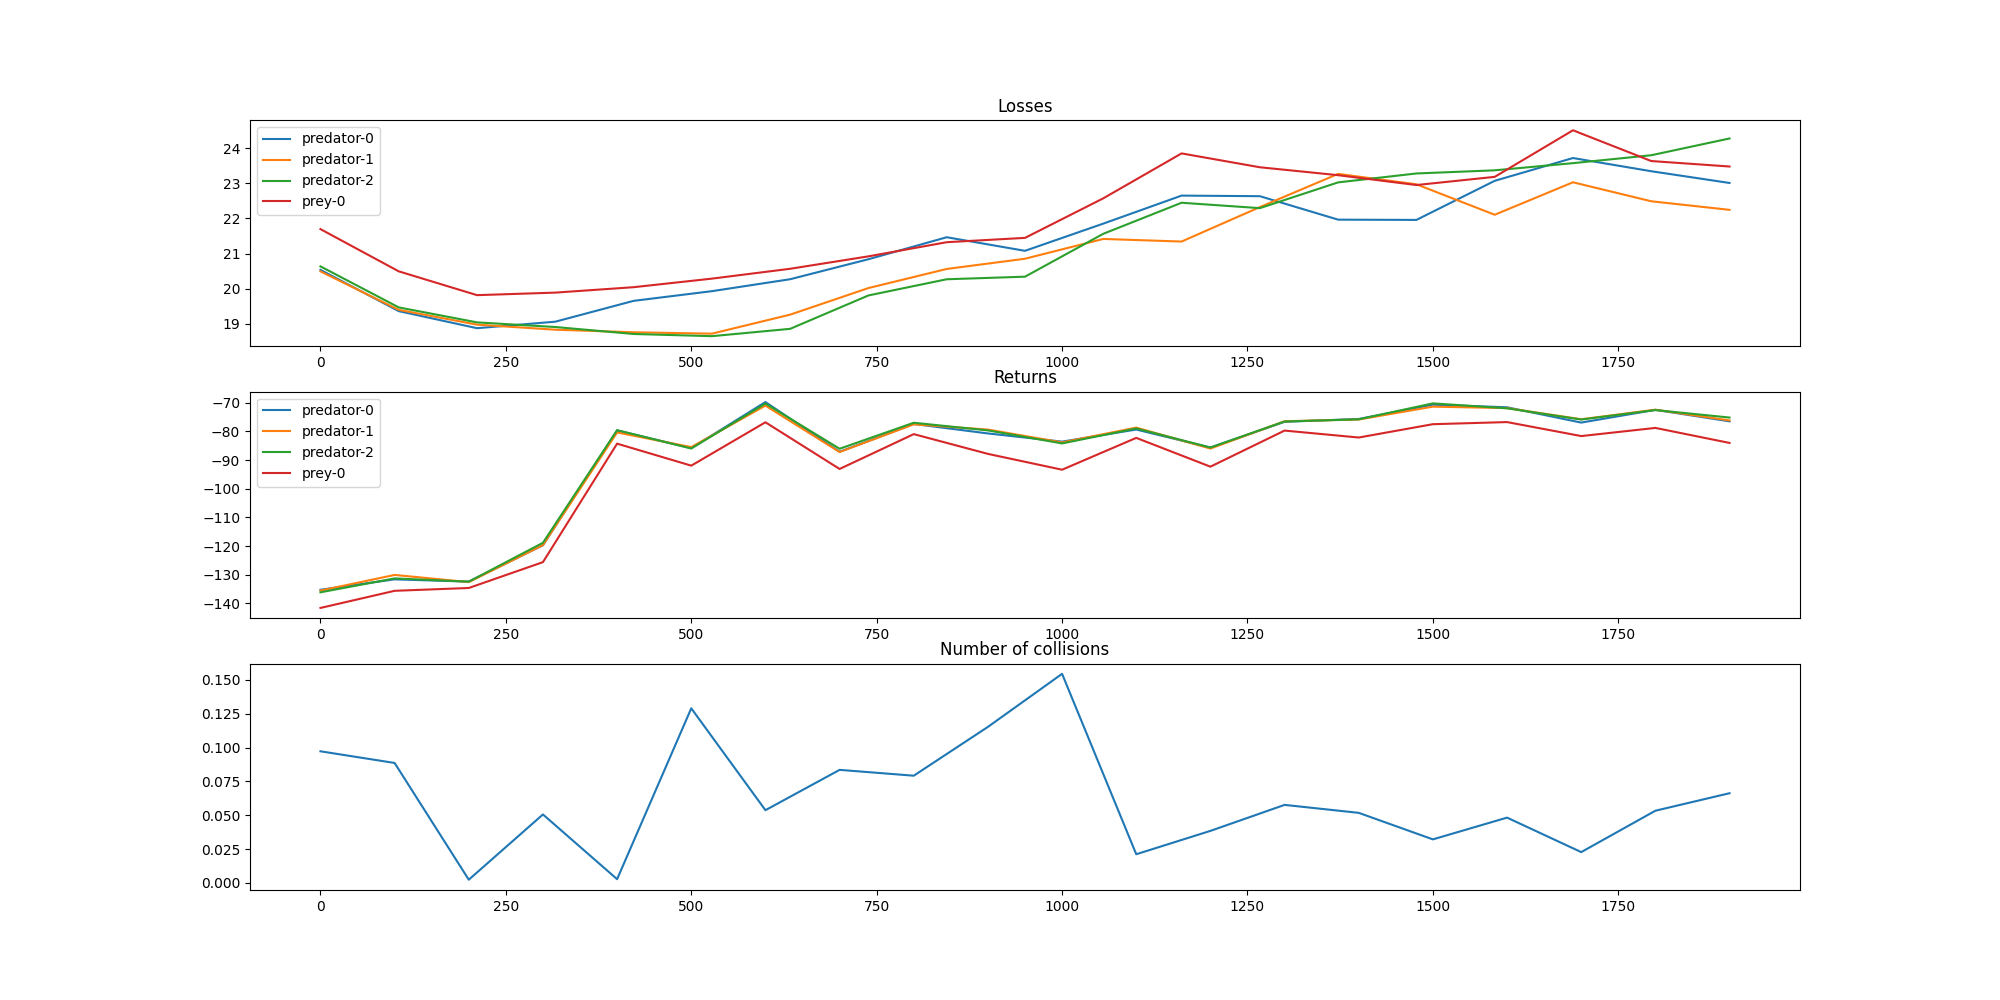 Losses
24
23
22
21
20
19
predator-0
predator-1
predator-2
prey-0
0 250 500 750 1000 1250 1500 1750
Returns
−70
−80
−90
−100
−110
−120
−130
−140
predator-0
predator-1
predator-2
prey-0
0 250 500 750 1000 1250 1500 1750
Number of collisions
0.150
0.125
0.100
0.075
0.050
0.025
0.000
0 250 500 750 1000 1250 1500 1750